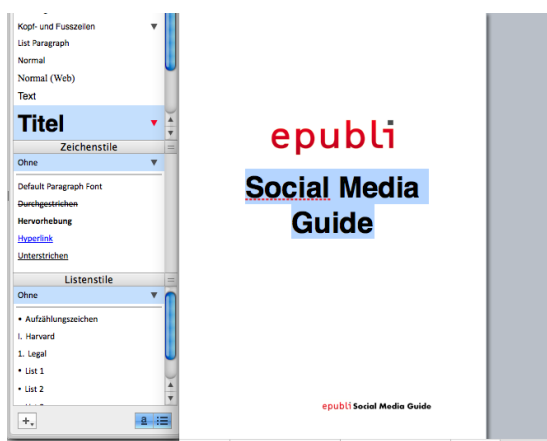 Kopf- und Fusszeilen
List Paragraph
Normal
Normal (Web)
Text
Titel
Zeichenstile
Ohne
Default Paragraph Font
Durchgestrichen
Hervorhebung
Hyperlink
Unterstrichen
Listenstile
Ohne
• Aufzählungszeichen
I. Harvard
1. Legal
• List 1
• List 2
a
epubli
Social Media
Guide
epubli Social Media Guide